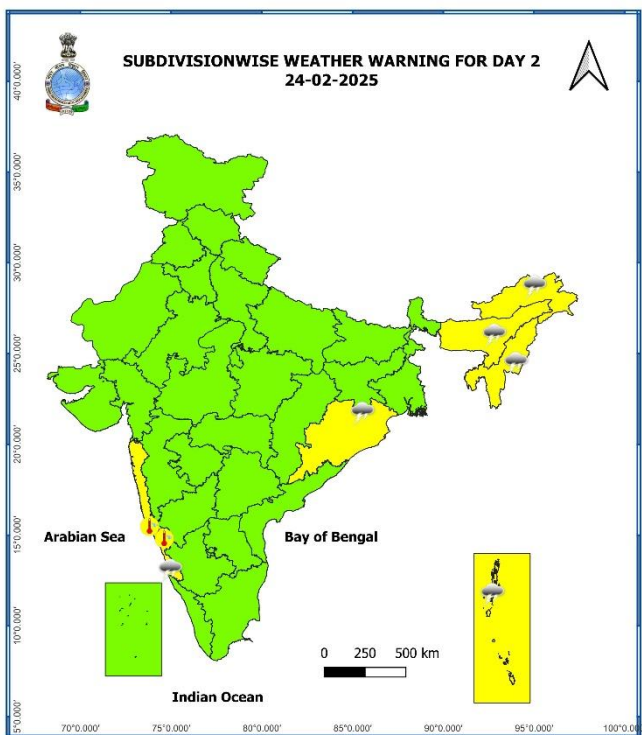 SUBDIVISIONWISE WEATHER WARNING FOR DAY 2
24-02-2025
40°0.000'
35°0.000'
30°0.000'
25°0.000'
20°0.000'
15°0.000'
10°0.000'
5°0.000'
Arabian Sea
Bay of Bengal
0 250 500 km
Indian Ocean
70°0.000' 75°0.000' 80°0.000' 85°0.000' 90°0.000' 95°0.000' 100°0.000'